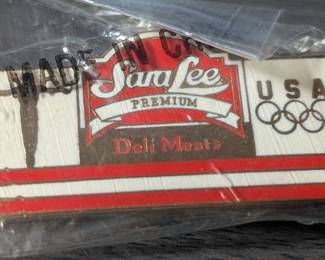 MADE IN
Sara Lee
PREMIUM
Deli Meats
USA